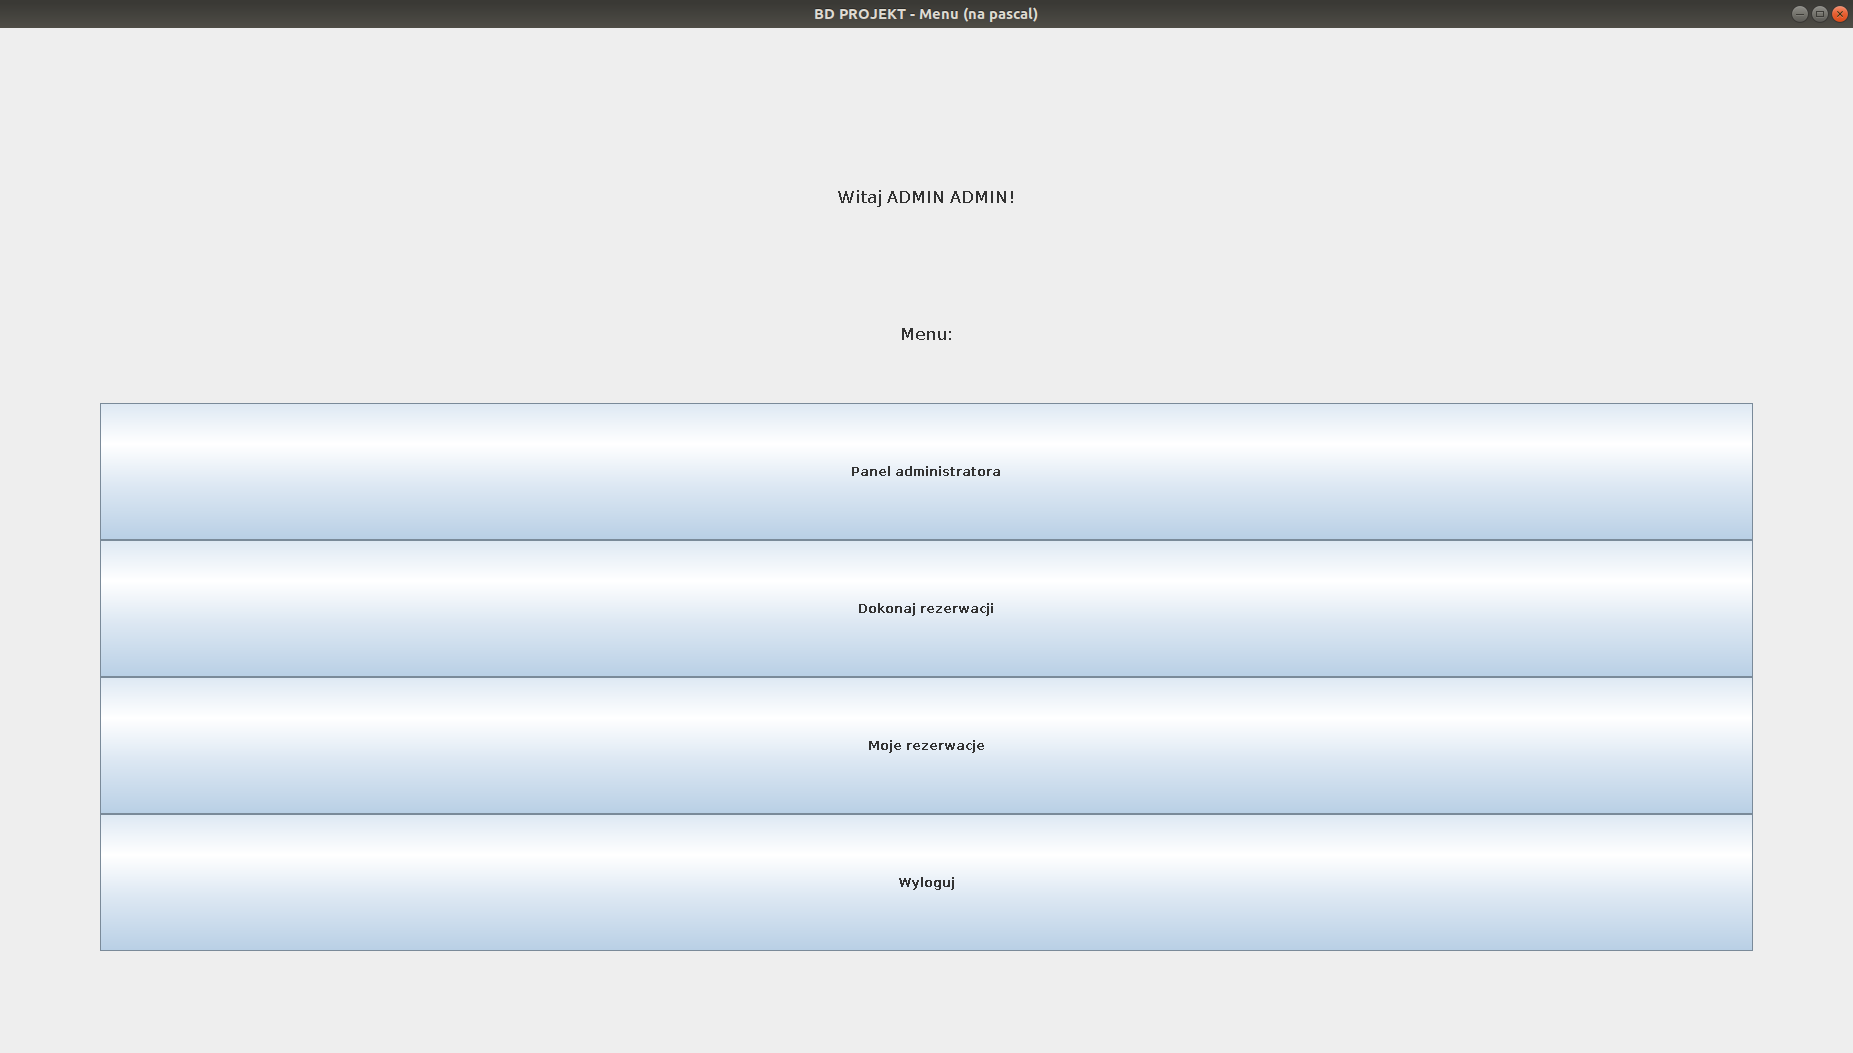 BD PROJEKT - Menu (na pascal)
Witaj ADMIN ADMIN!
Menu:
Panel administratora
Dokonaj rezerwacji
Moje rezerwacje
Wyloguj